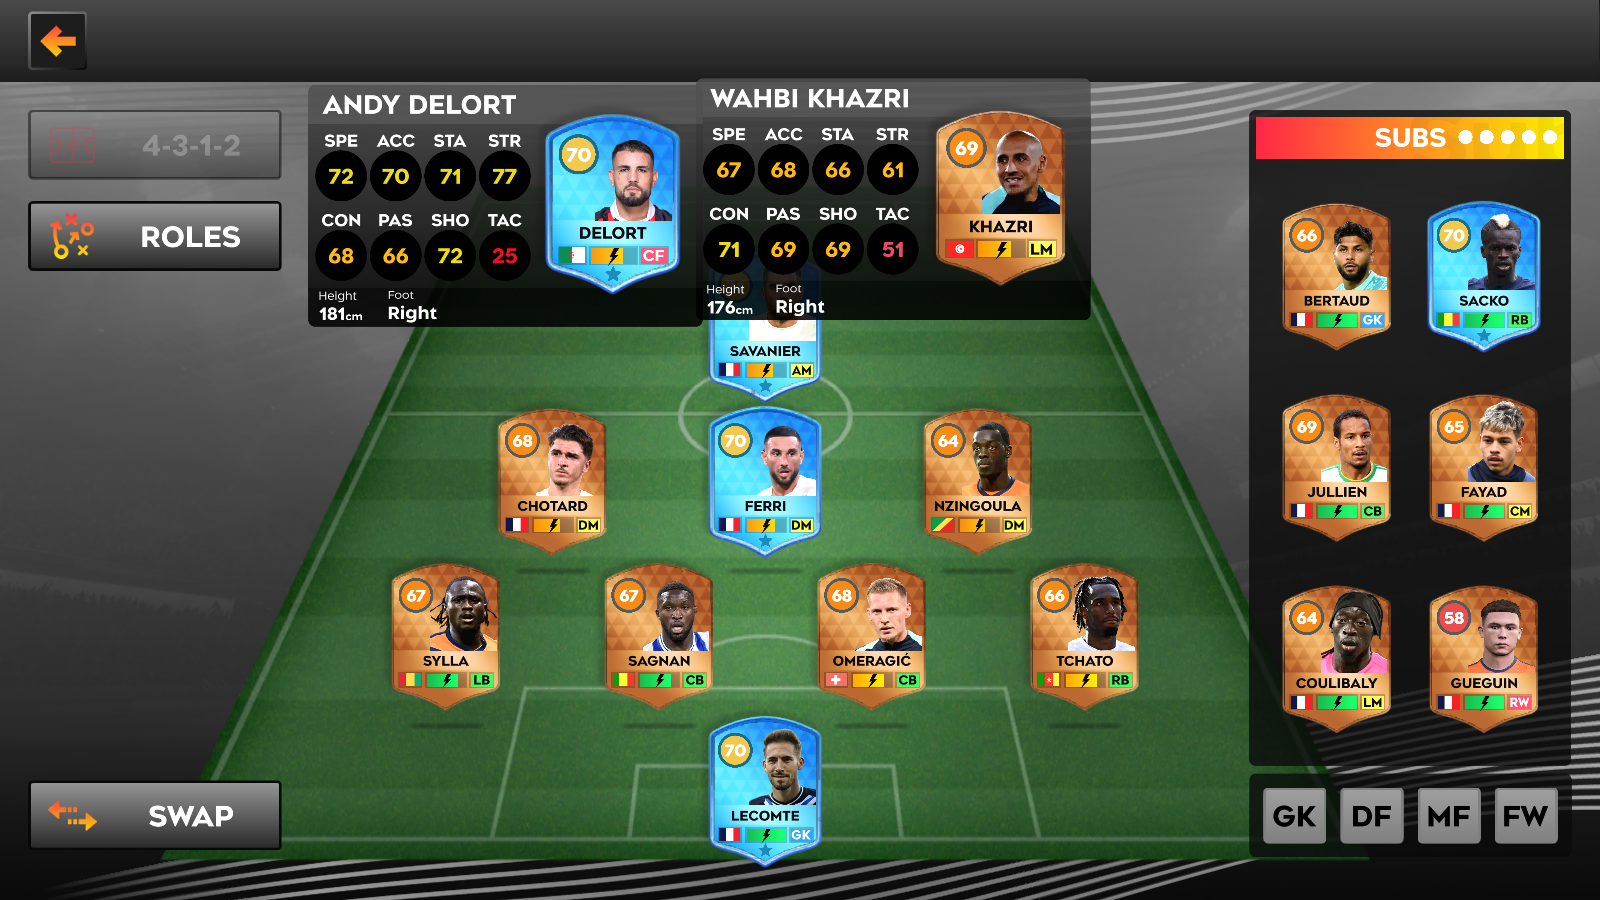 4-3-1-2
ROLES
SWAP
ANDY DELORT
SPE ACC STA STR
72 70 71 77
CON PAS SHO TAC
68 66 72 25
Height Foot
181cm Right
70
DELORT
CF
WAHBI KHAZRI
SPE ACC STA STR
67 68 66 61
CON PAS SHO TAC
71 69 69 51
Height Foot
176cm Right
69
KHAZRI
LM
SAVANIER
AM
68
CHOTARD
DM
70
FERRI
DM
64
NZINGOULA
DM
67
SYLLA
LB
67
SAGNAN
CB
68
OMERAGIĆ
CB
66
TCHATO
RB
70
LECOMTE
GK
SUBS
66
BERTAUD
GK
70
SACKO
RB
69
JULLIEN
CB
65
FAYAD
CM
64
COULIBALY
LM
58
GUEGUIN
RW
GK DF MF FW